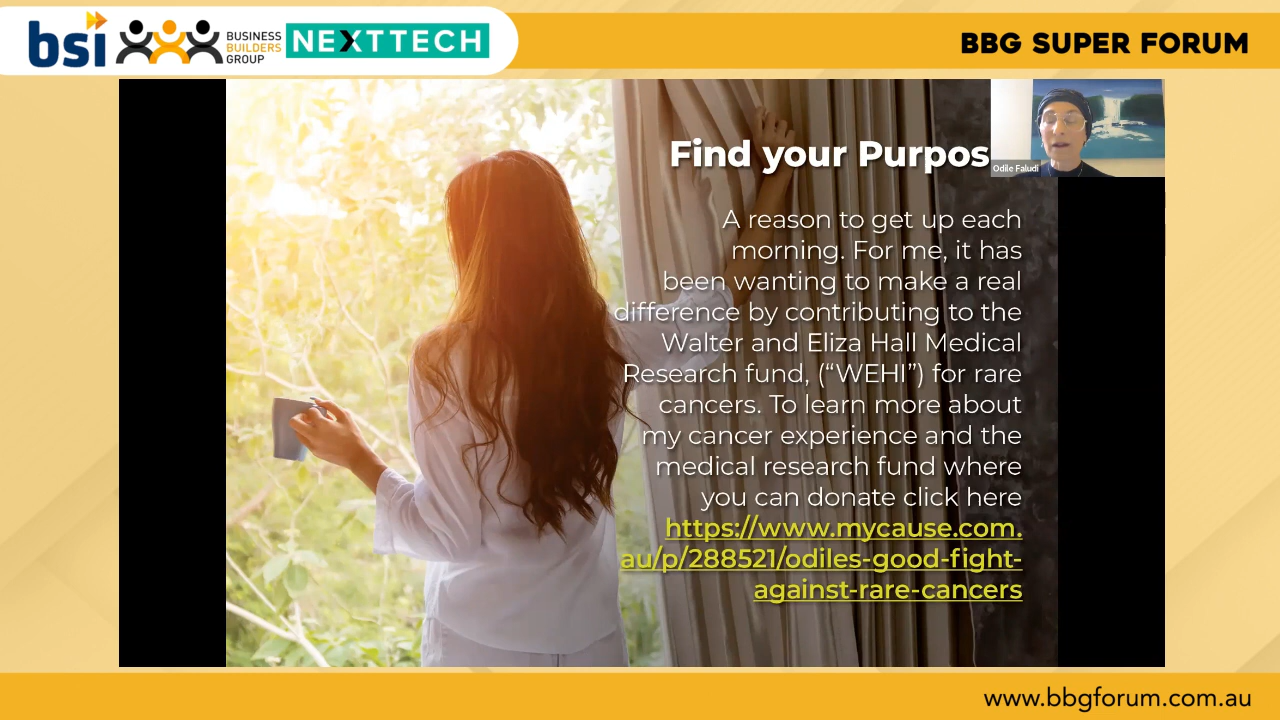 bsi
BUSINESS
BUILDERS
GROUP
NEXTTECH
BBG SUPER FORUM
Find your Purpos
Odile Faludi
A reason to get up each
morning. For me, it has
been wanting to make a real
difference by contributing to the
Walter and Eliza Hall Medical
Research fund, (“WEHI”) for rare
cancers. To learn more about
my cancer experience and the
medical research fund where
you can donate click here
https://www.mycause.com.
au/p/288521/odiles-good-fight-
against-rare-cancers
www.bbgforum.com.au